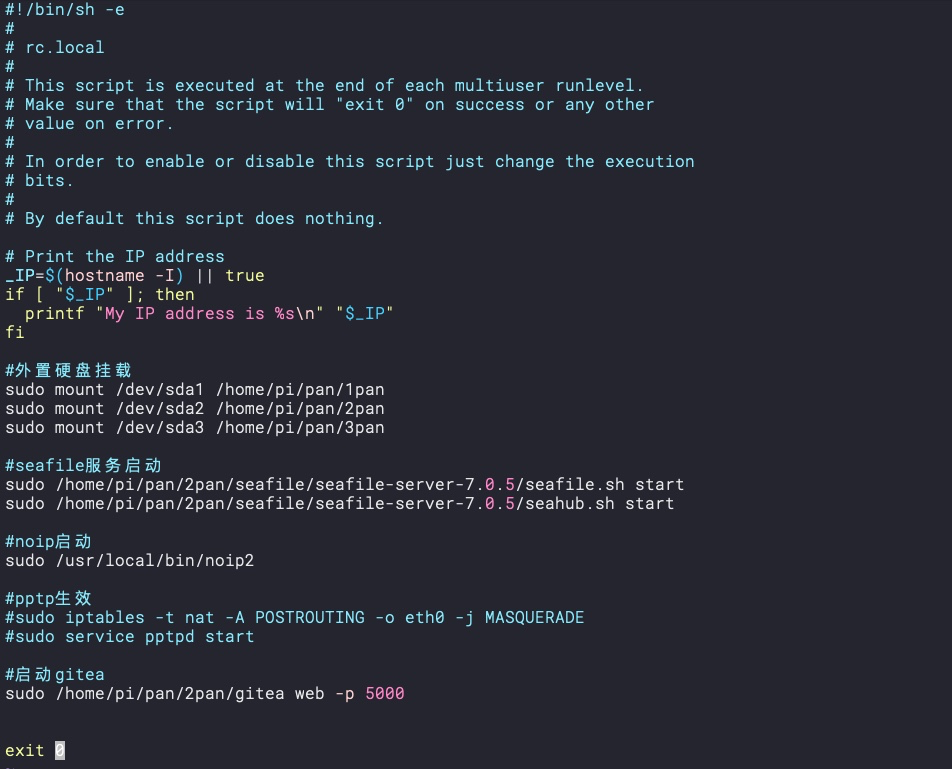 #!/bin/sh -e
#
# rc.local
#
# This script is executed at the end of each multiuser runlevel.
# Make sure that the script will "exit 0" on success or any other
# value on error.
#
# In order to enable or disable this script just change the execution
# bits.
#
# By default this script does nothing.

# Print the IP address
_IP=$(hostname -I) || true
if [ "$_IP" ]; then
  printf "My IP address is %s\n" "$_IP"
fi

#外置硬盘挂载
sudo mount /dev/sda1 /home/pi/pan/1pan
sudo mount /dev/sda2 /home/pi/pan/2pan
sudo mount /dev/sda3 /home/pi/pan/3pan

#seafile服务启动
sudo /home/pi/pan/2pan/seafile/seafile-server-7.0.5/seafile.sh start
sudo /home/pi/pan/2pan/seafile/seafile-server-7.0.5/seahub.sh start

#noip启动
sudo /usr/local/bin/noip2

#pptp生效
#sudo iptables -t nat -A POSTROUTING -o eth0 -j MASQUERADE
#sudo service pptpd start

#启动gitea
sudo /home/pi/pan/2pan/gitea web -p 5000

exit 0